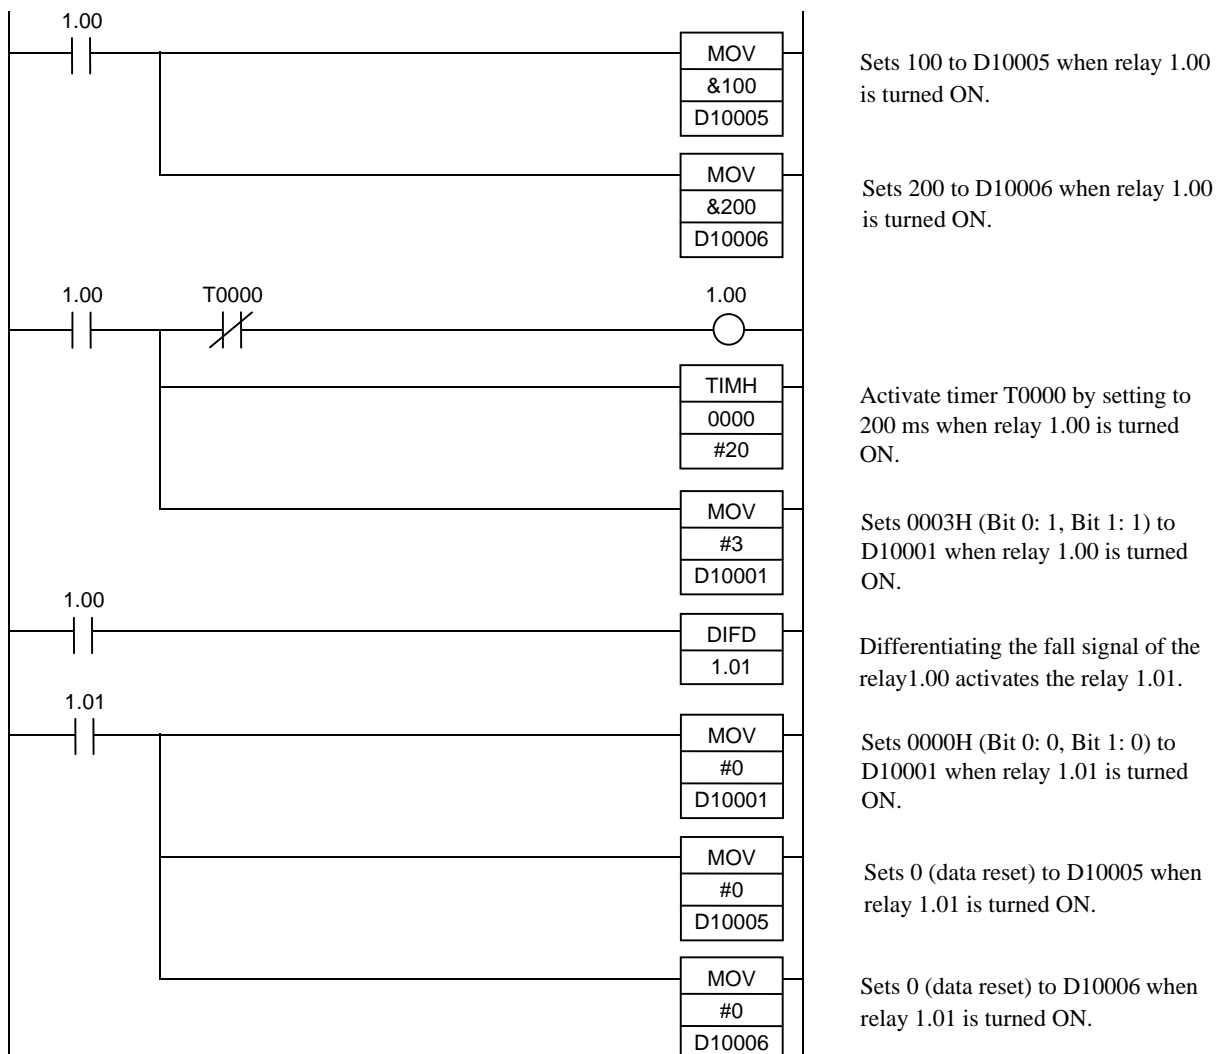 1.00
MOV
&100
D10005
Sets 100 to D10005 when relay 1.00
is turned ON.
MOV
&200
D10006
Sets 200 to D10006 when relay 1.00
is turned ON.
1.00 T0000 1.00
TIMH
0000
#20
Activate timer T0000 by setting to
200 ms when relay 1.00 is turned
ON.
MOV
#3
D10001
Sets 0003H (Bit 0: 1, Bit 1: 1) to
D10001 when relay 1.00 is turned
ON.
1.00
DIFD
1.01
Differentiating the fall signal of the
relay1.00 activates the relay 1.01.
1.01
MOV
#0
D10001
Sets 0000H (Bit 0: 0, Bit 1: 0) to
D10001 when relay 1.01 is turned
ON.
MOV
#0
D10005
Sets 0 (data reset) to D10005 when
relay 1.01 is turned ON.
MOV
#0
D10006
Sets 0 (data reset) to D10006 when
relay 1.01 is turned ON.